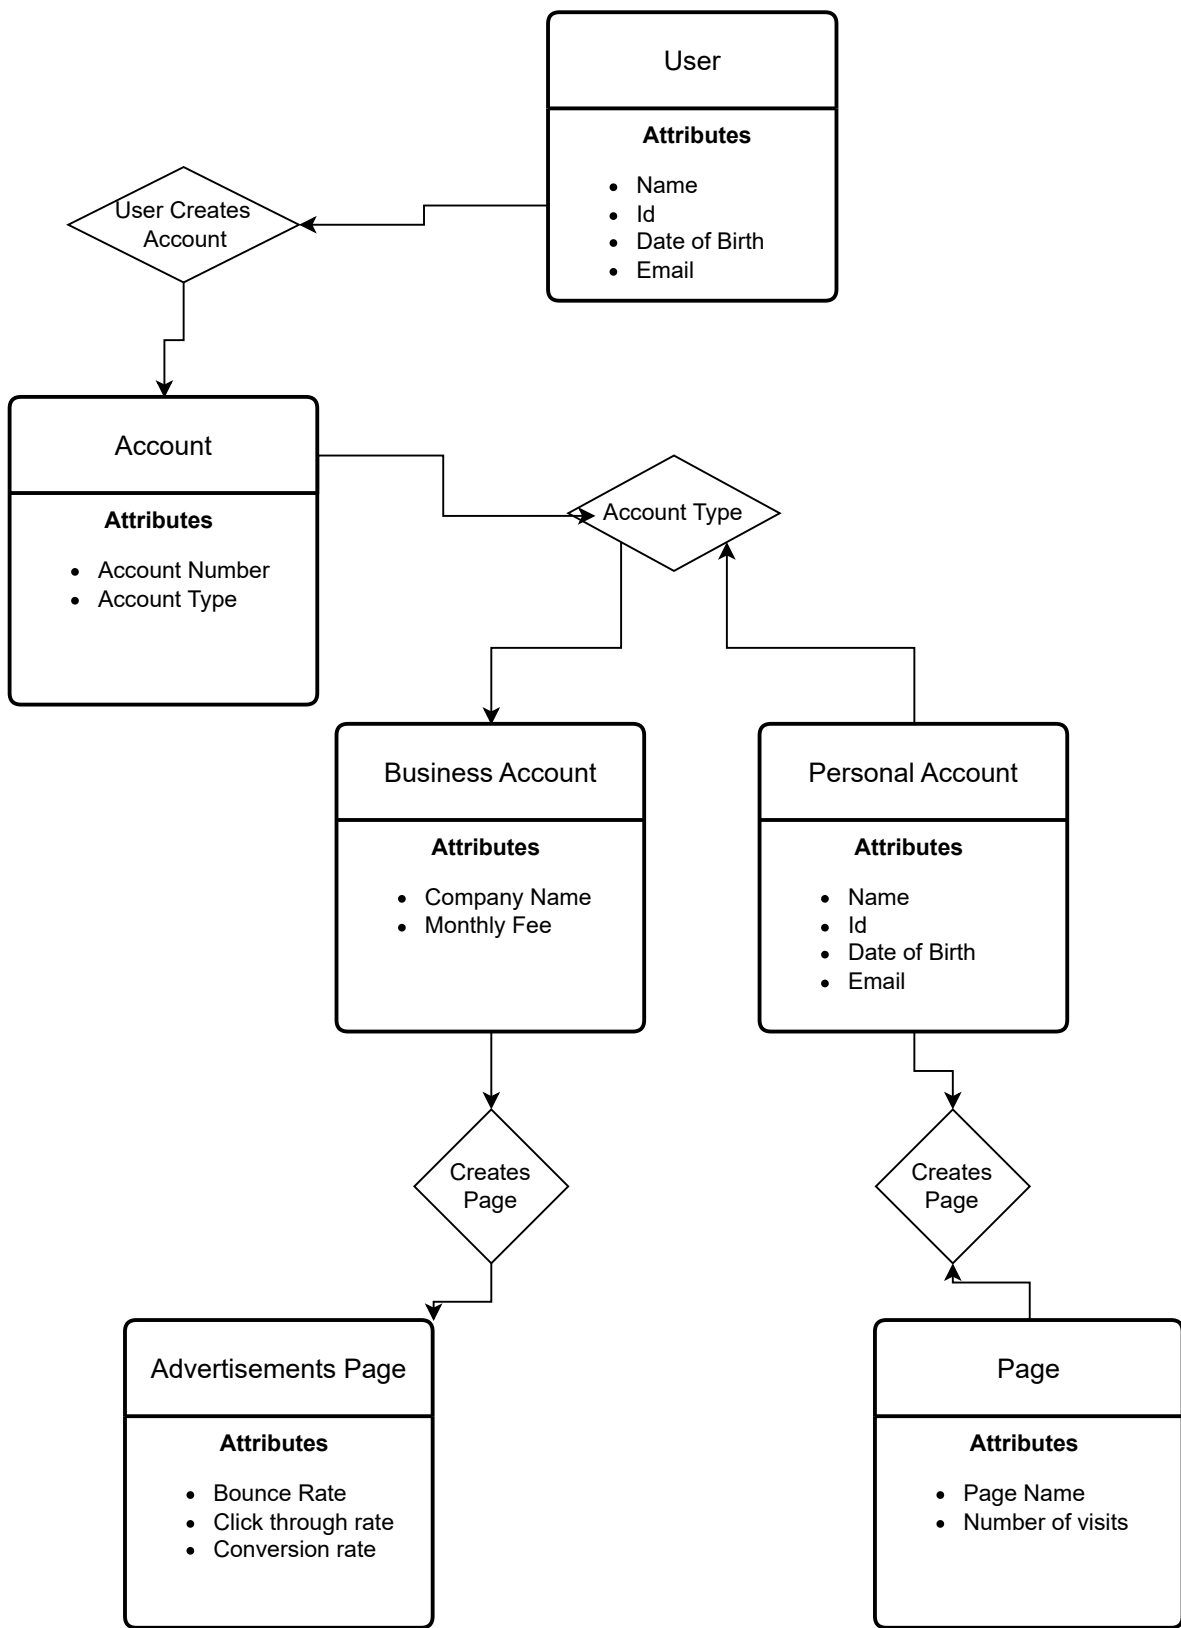 User
Attributes
Name
Id
Date of Birth
Email
User Creates
Account
Account
Attributes
Account Number
Account Type
Account Type
Business Account
Attributes
Company Name
Monthly Fee
Personal Account
Attributes
Name
Id
Date of Birth
Email
Creates
Page
Creates
Page
Advertisements Page
Attributes
Bounce Rate
Click through rate
Conversion rate
Page
Attributes
Page Name
Number of visits